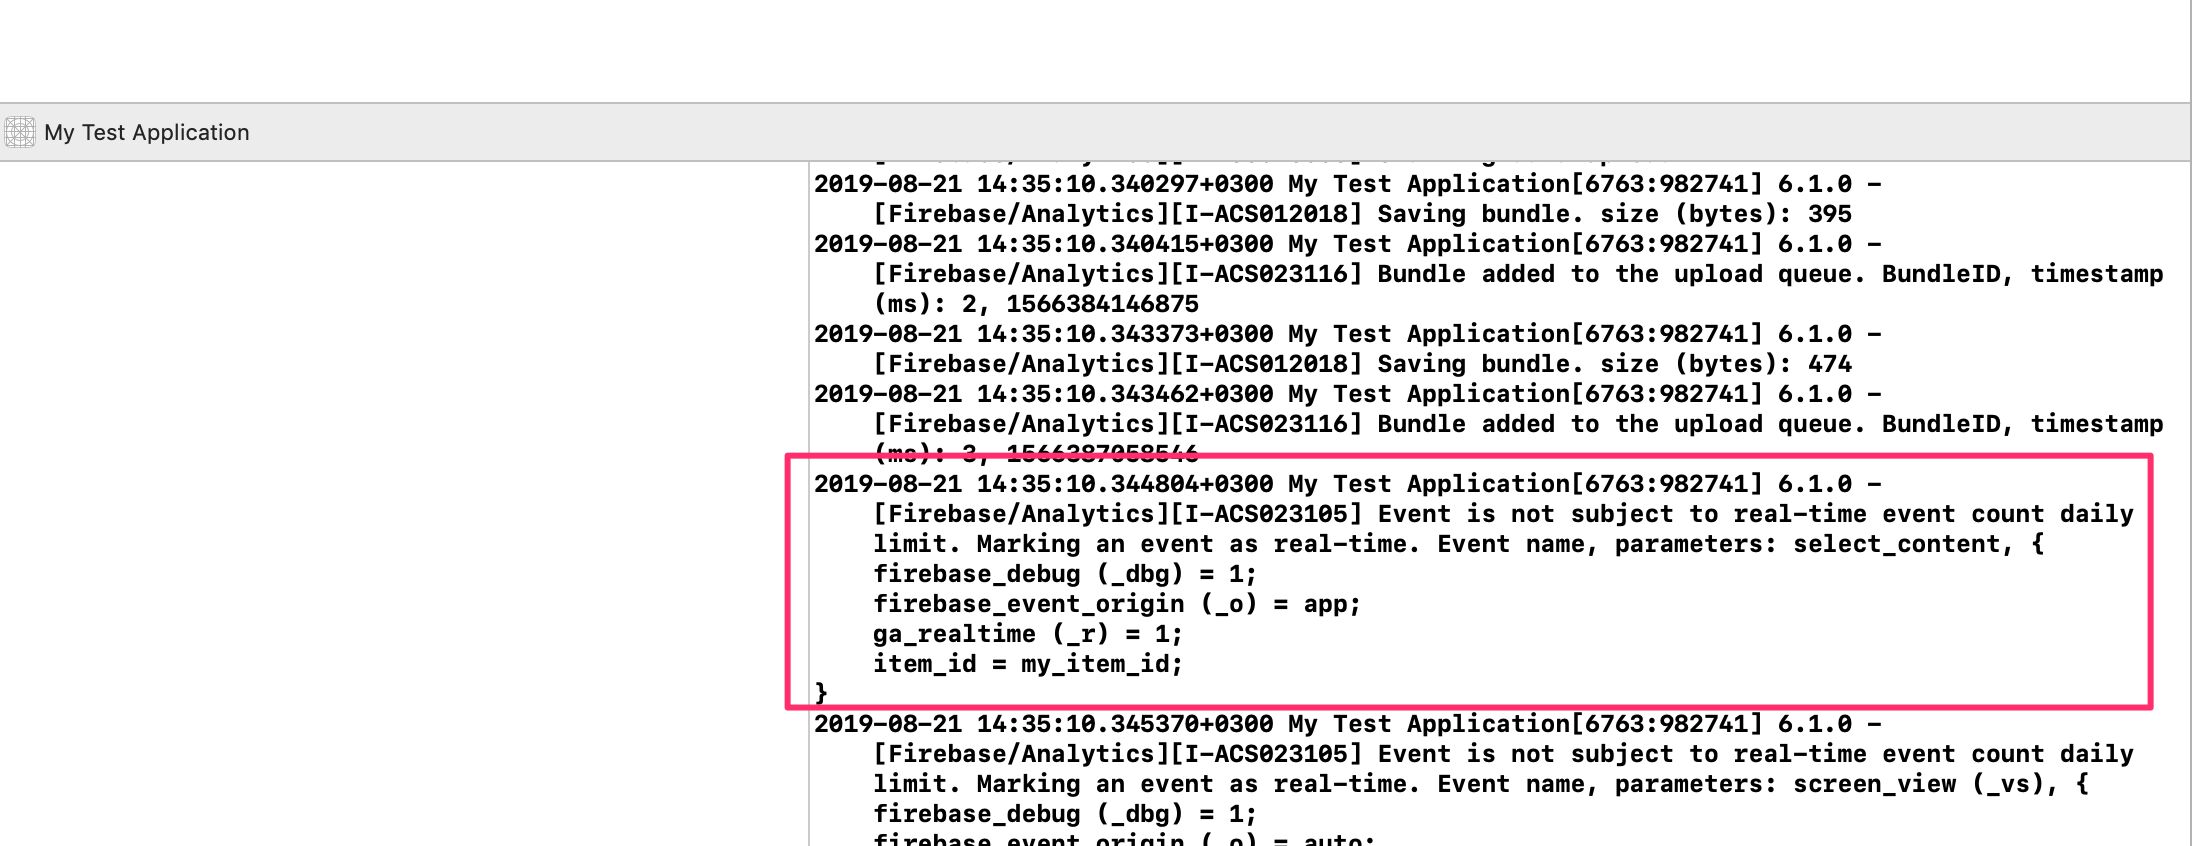 My Test Application
2019-08-21 14:35:10.340297+0300 My Test Application[6763:982741] 6.1.0 -
[Firebase/Analytics][I-ACS012018] Saving bundle. size (bytes): 395
2019-08-21 14:35:10.340415+0300 My Test Application[6763:982741] 6.1.0 -
[Firebase/Analytics][I-ACS023116] Bundle added to the upload queue. BundleID, timestamp
(ms): 2, 1566384146875
2019-08-21 14:35:10.343373+0300 My Test Application[6763:982741] 6.1.0 -
[Firebase/Analytics][I-ACS012018] Saving bundle. size (bytes): 474
2019-08-21 14:35:10.343462+0300 My Test Application[6763:982741] 6.1.0 -
[Firebase/Analytics][I-ACS023116] Bundle added to the upload queue. BundleID, timestamp
(ms): 3, 1566387058546
2019-08-21 14:35:10.344804+0300 My Test Application[6763:982741] 6.1.0 -
[Firebase/Analytics][I-ACS023105] Event is not subject to real-time event count daily
limit. Marking an event as real-time. Event name, parameters: select_content, {
firebase_debug (_dbg) = 1;
firebase_event_origin (_o) = app;
ga_realtime (_r) = 1;
item_id = my_item_id;
}
2019-08-21 14:35:10.345370+0300 My Test Application[6763:982741] 6.1.0 -
[Firebase/Analytics][I-ACS023105] Event is not subject to real-time event count daily
limit. Marking an event as real-time. Event name, parameters: screen_view (_vs), {
firebase_debug (_dbg) = 1;
firebase_event_origin (_o) = auto;